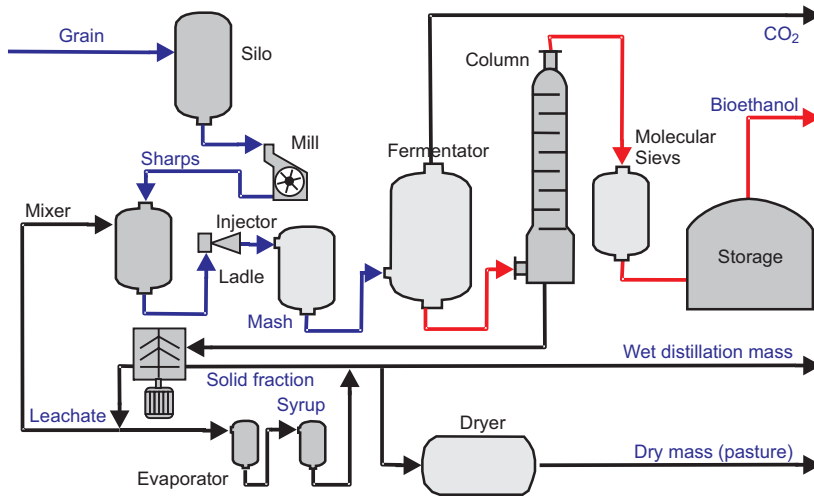 Grain
Silo
Column
CO₂
Bioethanol
Mill
Fermentator
Molecular
Sievs
Sharps
Mixer
Injector
Ladle
Storage
Mash
Wet distillation mass
Solid fraction
Leachate
Syrup
Dryer
Evaporator
Dry mass (pasture)